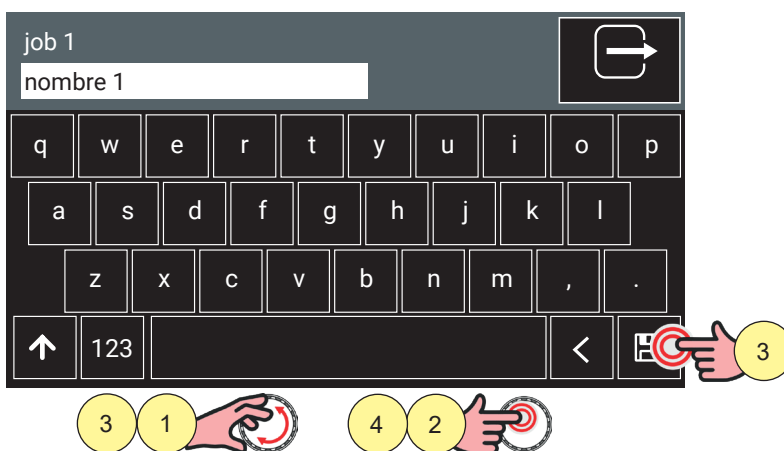 job 1
nombre 1
q w e r t y u i o p
a s d f g h j k l
z x c v b n m , .
123 <
3
3 1 4 2